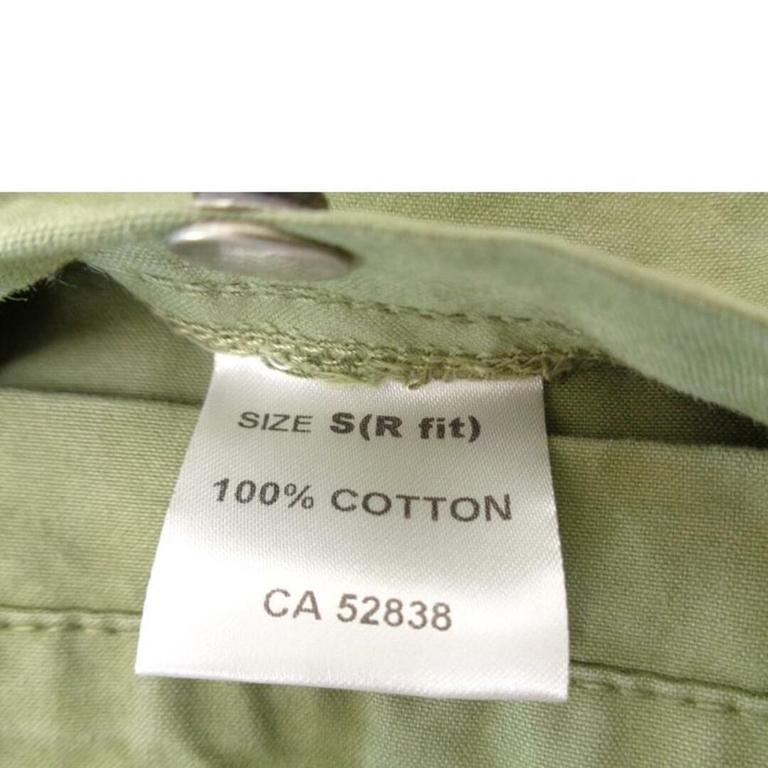 SIZE S(R fit)
100% COTTON
CA 52838